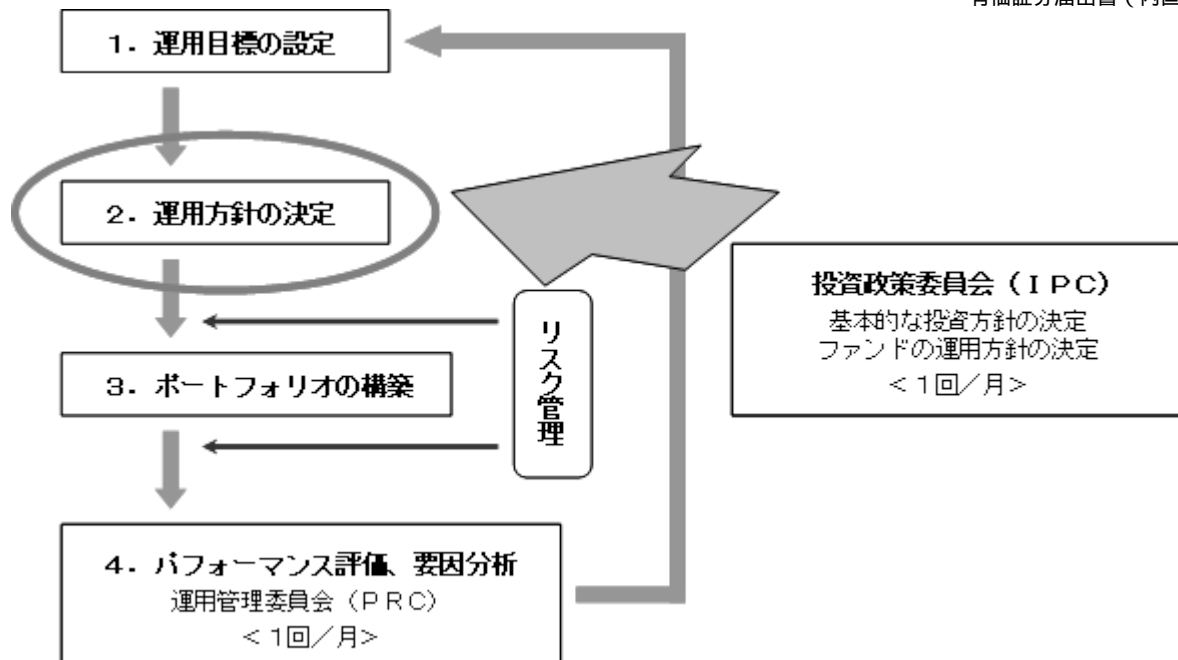 1. 運用目標の設定
2. 運用方針の決定
投資政策委員会(IPC)
基本的な投資方針の決定
ファンドの運用方針の決定
<1回/月>
リスク管理
3. ポートフォリオの構築
4. パフォーマンス評価、要因分析
運用管理委員会(PRC)
<1回/月>